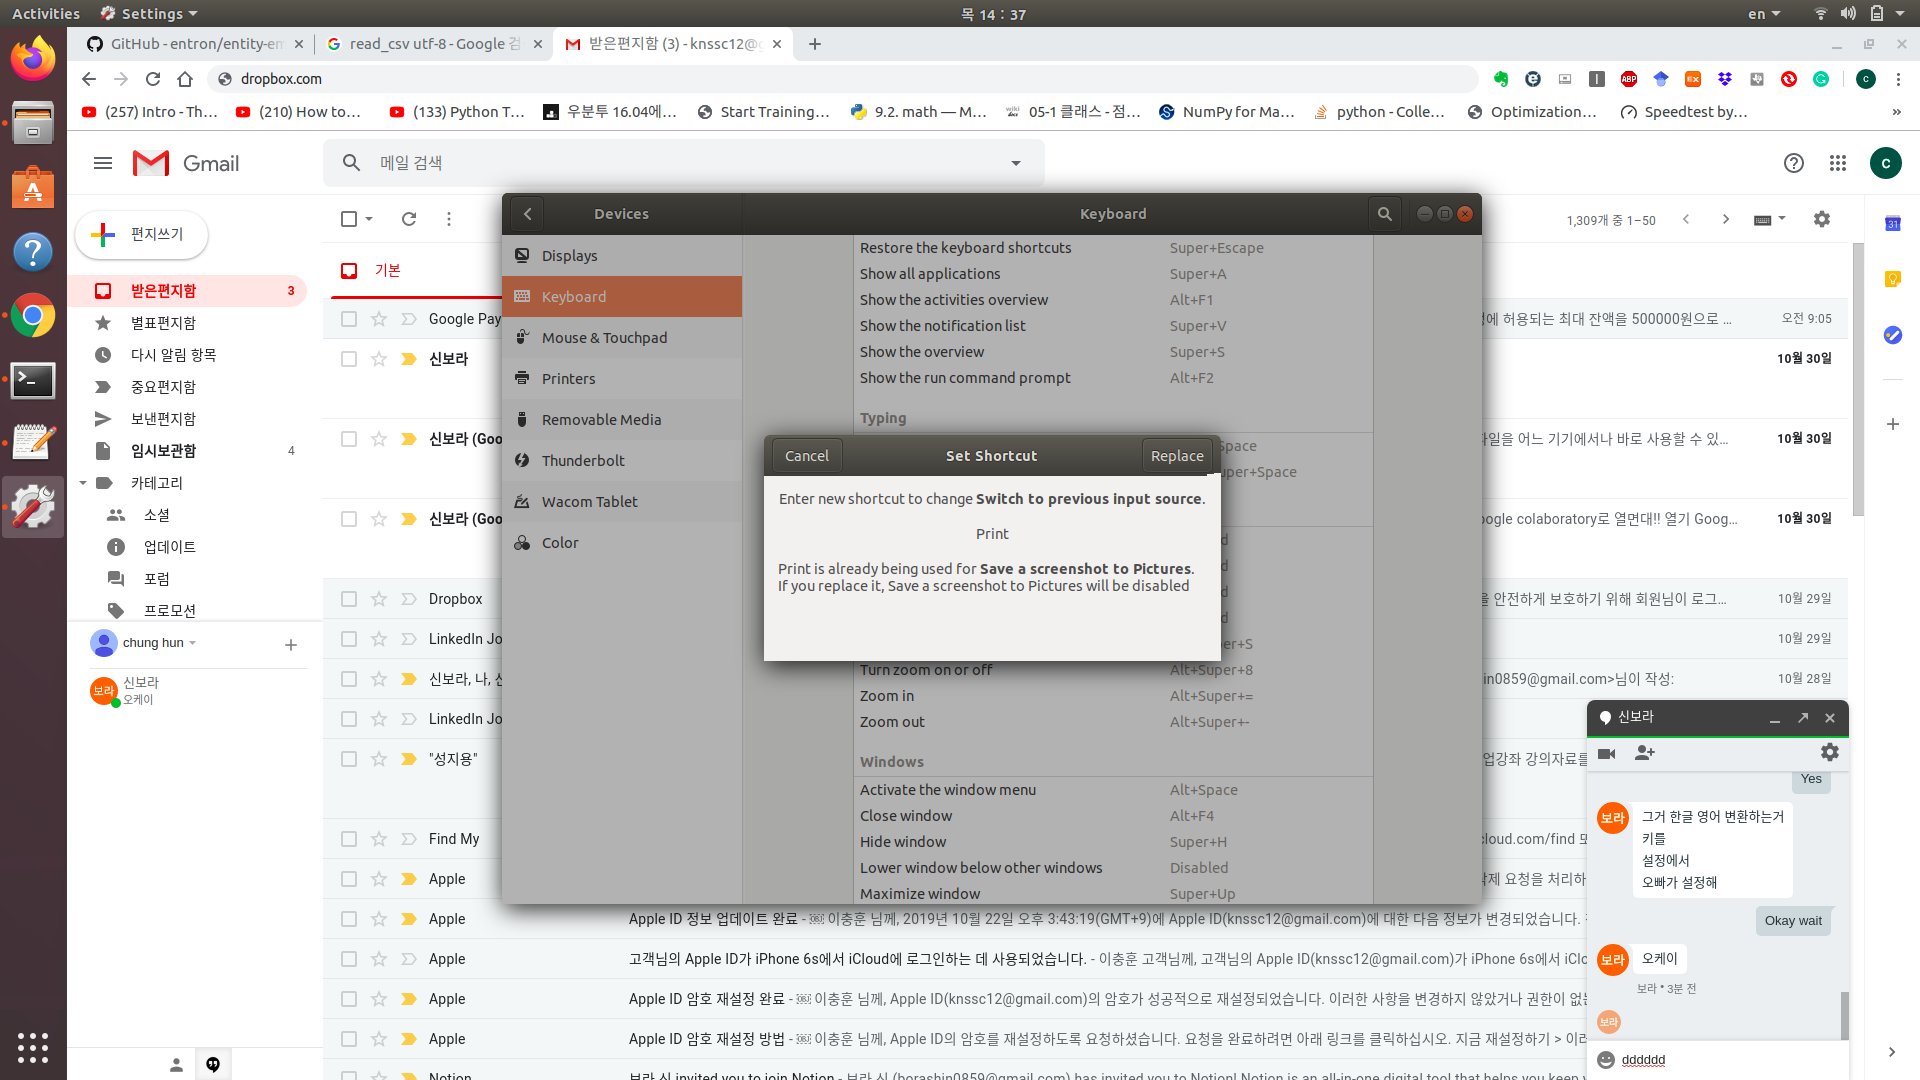 Activities
Settings
목 14 : 37
en
GitHub - entron/entity-em
read_csv utf-8 - Google 검
받은편지함 (3) - knssc12@g
dropbox.com
(257) Intro - Th…
(210) How to…
(133) Python T…
우분투 16.04에…
Start Training…
9.2. math — M…
05-1 클래스 - 점…
NumPy for Ma…
python - Colle…
Optimization…
Speedtest by…
»
Gmail
메일 검색
편지쓰기
받은편지함 3
별표편지함
다시 알림 항목
중요편지함
보낸편지함
임시보관함 4
카테고리
소셜
업데이트
포럼
프로모션
chung hun
신보라
오케이
1,309개 중 1–50
기본
Google Pay
에 허용되는 최대 잔액을 500000원으로 … 오전 9:05
신보라 10월 30일
신보라 (Goo
파일을 어느 기기에서나 바로 사용할 수 있… 10월 30일
신보라 (Goo
ogle colaboratory로 열면대!! 열기 Goog… 10월 30일
Dropbox
을 안전하게 보호하기 위해 회원님이 로그… 10월 29일
LinkedIn Jo 10월 29일
신보라, 나, 신
in0859@gmail.com>님이 작성: 10월 28일
LinkedIn Jo
"성지용"
업강좌 강의자료를
Find My
cloud.com/find 또
Apple
삭제 요청을 처리하
Apple
Apple ID 정보 업데이트 완료 - 이충훈 님께, 2019년 10월 22일 오후 3:43:19(GMT+9)에 Apple ID(knssc12@gmail.com)에 대한 다음 정보가 변경되었습니다.
Apple
고객님의 Apple ID가 iPhone 6s에서 iCloud에 로그인하는 데 사용되었습니다. - 이충훈 고객님께, 고객님의 Apple ID(knssc12@gmail.com)가 iPhone 6s에서 iClo
Apple
Apple ID 암호 재설정 완료 - 이충훈 님께, Apple ID(knssc12@gmail.com)의 암호가 성공적으로 재설정되었습니다. 이러한 사항을 변경하지 않았거나 권한이 없는
Apple
Apple ID 암호 재설정 방법 - 이충훈 님께, Apple ID의 암호를 재설정하도록 요청하셨습니다. 요청을 완료하려면 아래 링크를 클릭하십시오. 지금 재설정하기 > 이러
Notion
보라 신 invited you to join Notion - 보라 신 (borashin0859@gmail.com) has invited you to Notion! Notion is an all-in-one digital tool that helps you keep
Devices
Keyboard
Displays
Keyboard
Mouse & Touchpad
Printers
Removable Media
Thunderbolt
Wacom Tablet
Color
Restore the keyboard shortcuts Super+Escape
Show all applications Super+A
Show the activities overview Alt+F1
Show the notification list Super+V
Show the overview Super+S
Show the run command prompt Alt+F2
Typing
Space
uper+Space
Cancel
Set Shortcut
Replace
Enter new shortcut to change Switch to previous input source.
Print
Print is already being used for Save a screenshot to Pictures.
If you replace it, Save a screenshot to Pictures will be disabled
er+S
Turn zoom on or off Alt+Super+8
Zoom in Alt+Super+=
Zoom out Alt+Super+-
Windows
Activate the window menu Alt+Space
Close window Alt+F4
Hide window Super+H
Lower window below other windows Disabled
Maximize window Super+Up
신보라
Yes
보라
그거 한글 영어 변환하는거
키를
설정에서
오빠가 설정해
Okay wait
보라
오케이
보라 • 3분 전
보라
dddddd